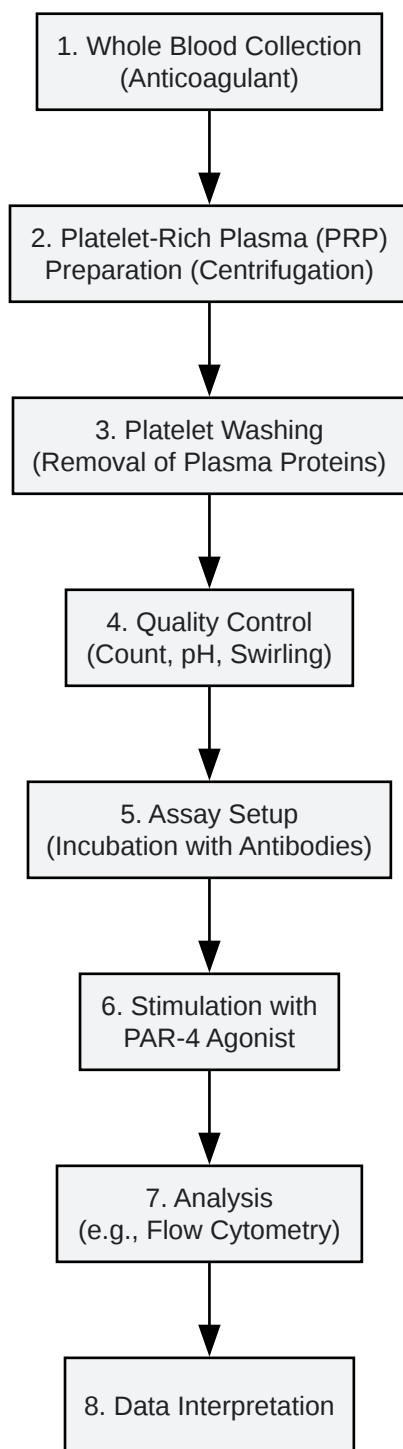 1. Whole Blood Collection
(Anticoagulant)
2. Platelet-Rich Plasma (PRP)
Preparation (Centrifugation)
3. Platelet Washing
(Removal of Plasma Proteins)
4. Quality Control
(Count, pH, Swirling)
5. Assay Setup
(Incubation with Antibodies)
6. Stimulation with
PAR-4 Agonist
7. Analysis
(e.g., Flow Cytometry)
8. Data Interpretation